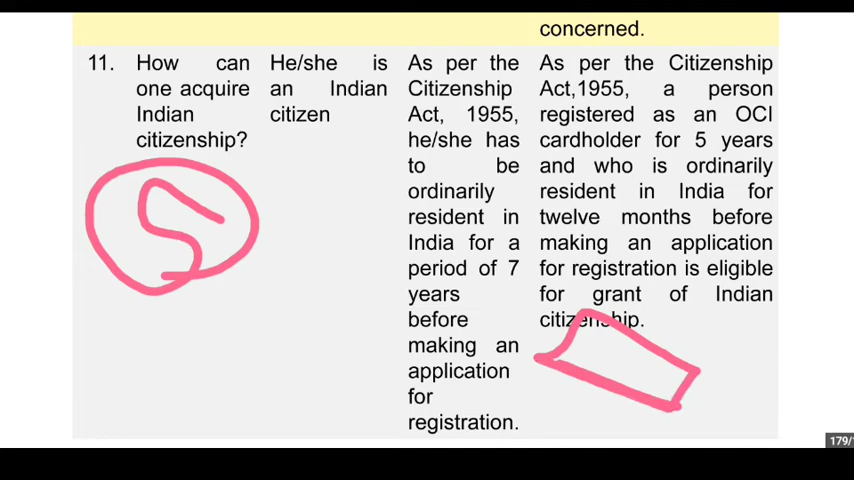 concerned.
11. How can one acquire Indian citizenship?
He/she is an Indian citizen
As per the Citizenship Act, 1955, he/she has to be ordinarily resident in India for a period of 7 years before making an application for registration.
As per the Citizenship Act,1955, a person registered as an OCI cardholder for 5 years and who is ordinarily resident in India for twelve months before making an application for registration is eligible for grant of Indian citizenship.
179/